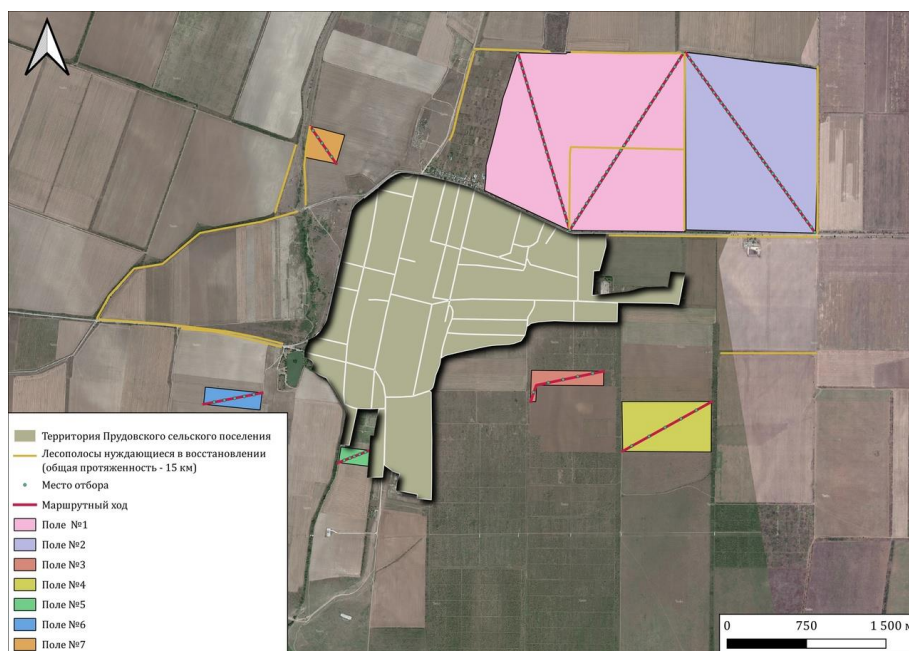 Территория Прудовского сельского поселения
Лесополосы нуждающиеся в восстановлении
(общая протяженность - 15 км)
Место отбора
Маршрутный ход
Поле №1
Поле №2
Поле №3
Поле №4
Поле №5
Поле №6
Поле №7
0 750 1 500 м